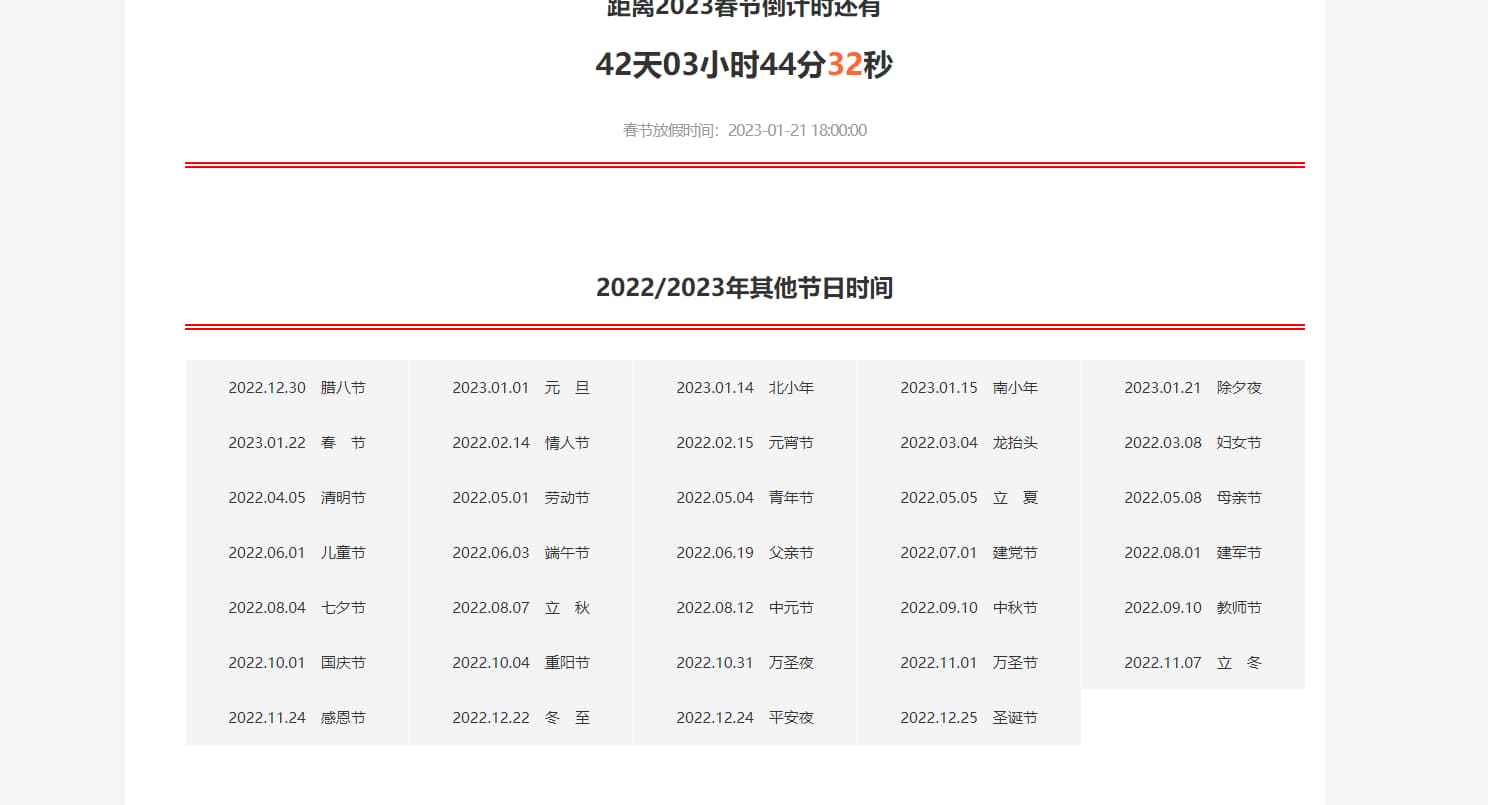 距离2023春节倒计时还有
42天03小时44分32秒
春节放假时间：2023-01-21 18:00:00
2022/2023年其他节日时间
2022.12.30 腊八节 2023.01.01 元　旦 2023.01.14 北小年 2023.01.15 南小年 2023.01.21 除夕夜
2023.01.22 春　节 2022.02.14 情人节 2022.02.15 元宵节 2022.03.04 龙抬头 2022.03.08 妇女节
2022.04.05 清明节 2022.05.01 劳动节 2022.05.04 青年节 2022.05.05 立　夏 2022.05.08 母亲节
2022.06.01 儿童节 2022.06.03 端午节 2022.06.19 父亲节 2022.07.01 建党节 2022.08.01 建军节
2022.08.04 七夕节 2022.08.07 立　秋 2022.08.12 中元节 2022.09.10 中秋节 2022.09.10 教师节
2022.10.01 国庆节 2022.10.04 重阳节 2022.10.31 万圣夜 2022.11.01 万圣节 2022.11.07 立　冬
2022.11.24 感恩节 2022.12.22 冬　至 2022.12.24 平安夜 2022.12.25 圣诞节